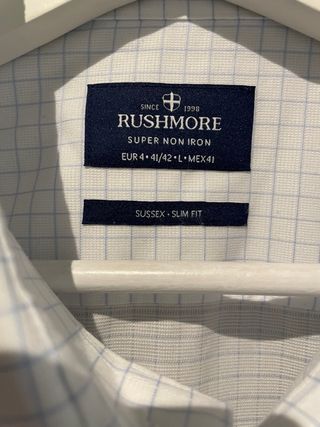 SINCE 1998
RUSHMORE
SUPER NON IRON
EUR 4 • 41/42 • L • MEX41
SUSSEX • SLIM FIT